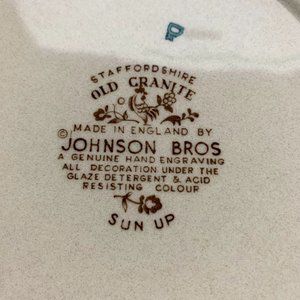 STAFFORDSHIRE
OLD GRANITE
© MADE IN ENGLAND BY
JOHNSON BROS
A GENUINE HAND ENGRAVING
ALL DECORATION UNDER THE
GLAZE DETERGENT & ACID
RESISTING COLOUR
SUN UP